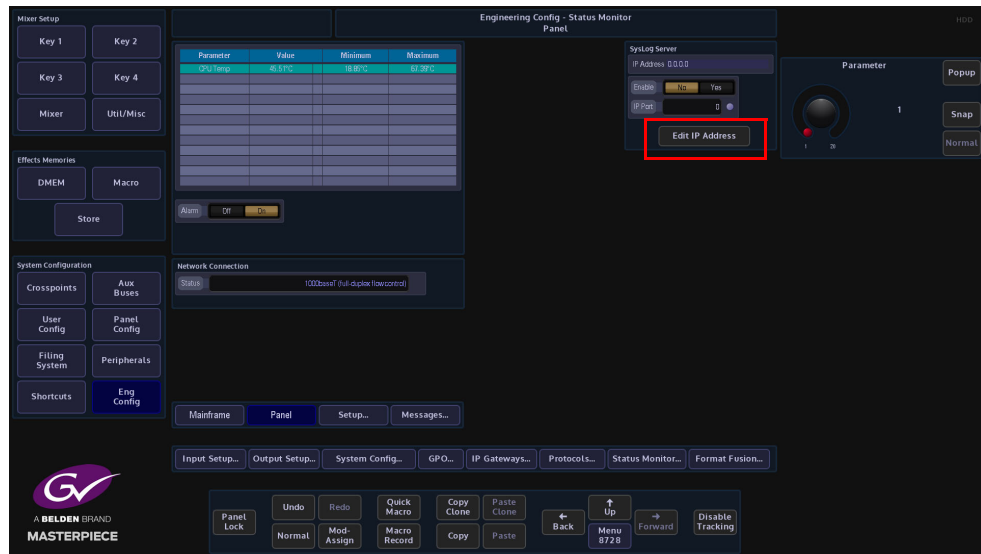 Mixer Setup
Key 1
Key 2
Key 3
Key 4
Mixer
Util/Misc
Effects Memories
DMEM
Macro
Store
System Configuration
Crosspoints
Aux
Buses
User
Config
Panel
Config
Filing
System
Peripherals
Shortcuts
Eng
Config
GV
A BELDEN BRAND
MASTERPIECE
Engineering Config - Status Monitor
Panel
HDD
Parameter Value Minimum Maximum
CPU Temp 45.51°C 18.85°C 67.39°C
Alarm Off On
Network Connection
Status 1000baseT (full-duplex flow control)
SysLog Server
IP Address 0.0.0.0
Enable No Yes
IP Port 0
Edit IP Address
Parameter
1
1 20
Popup
Snap
Normal
Mainframe Panel Setup... Messages...
Input Setup... Output Setup... System Config... GPO... IP Gateways... Protocols... Status Monitor... Format Fusion...
Panel
Lock
Undo
Redo
Quick
Macro
Copy
Clone
Paste
Clone
Normal
Mod-
Assign
Macro
Record
Copy
Paste
←
Back
↑
Up
Menu
8728
→
Forward
Disable
Tracking